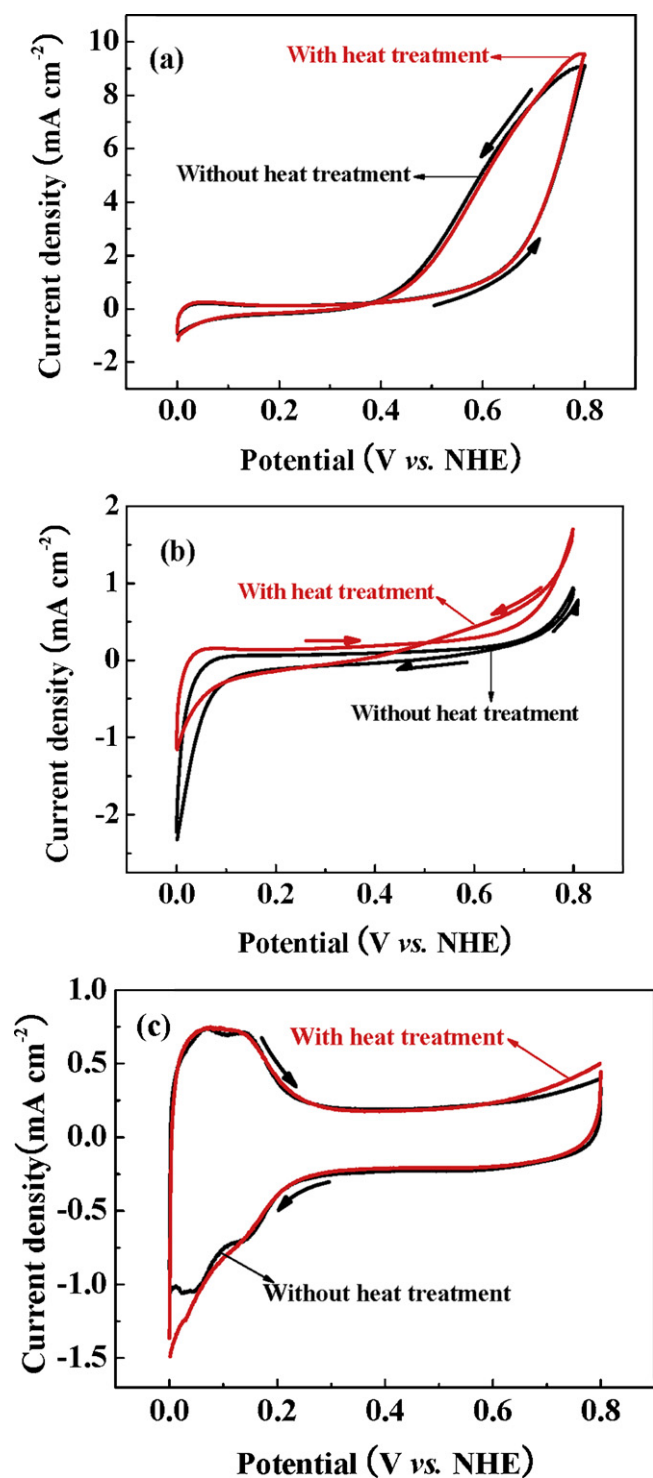 (a)
With heat treatment
Without heat treatment
Current density (mA cm-2)
10
8
6
4
2
0
-2
0.0 0.2 0.4 0.6 0.8
Potential (V vs. NHE)
(b)
With heat treatment
Without heat treatment
Current density (mA cm-2)
2
1
0
-1
-2
0.0 0.2 0.4 0.6 0.8
Potential (V vs. NHE)
(c)
With heat treatment
Without heat treatment
Current density(mA cm-2)
1.0
0.5
0.0
-0.5
-1.0
-1.5
0.0 0.2 0.4 0.6 0.8
Potential (V vs. NHE)